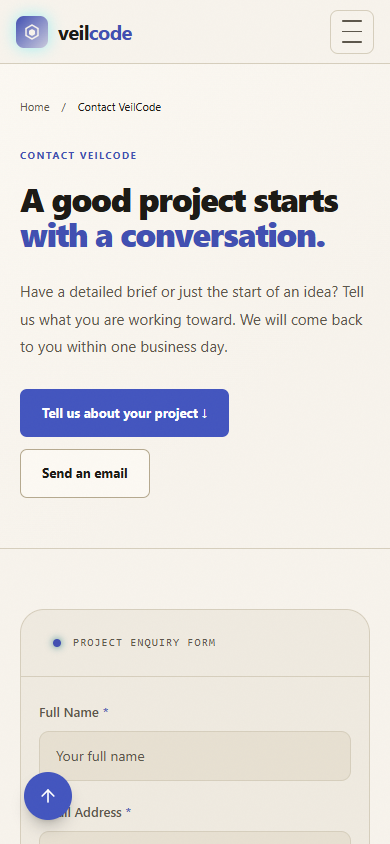 veilcode
Home / Contact VeilCode
CONTACT VEILCODE
A good project starts
with a conversation.
Have a detailed brief or just the start of an idea? Tell
us what you are working toward. We will come back
to you within one business day.
Tell us about your project ↓
Send an email
PROJECT ENQUIRY FORM
Full Name *
Your full name
Address *